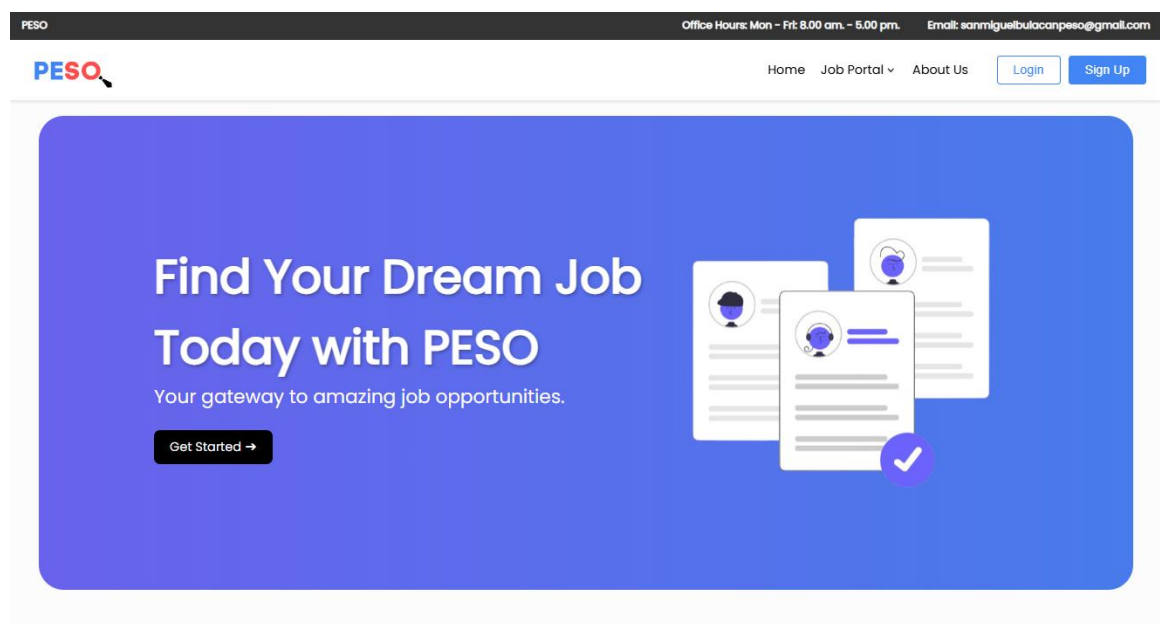 PESO
Office Hours: Mon - Fri: 8.00 am. - 5.00 pm.
Email: sanmiguelbulacanpeso@gmail.com
PESO
Home
Job Portal
About Us
Login
Sign Up
Find Your Dream Job
Today with PESO
Your gateway to amazing job opportunities.
Get Started →